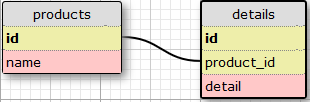 products
id
name
details
id
product_id
detail